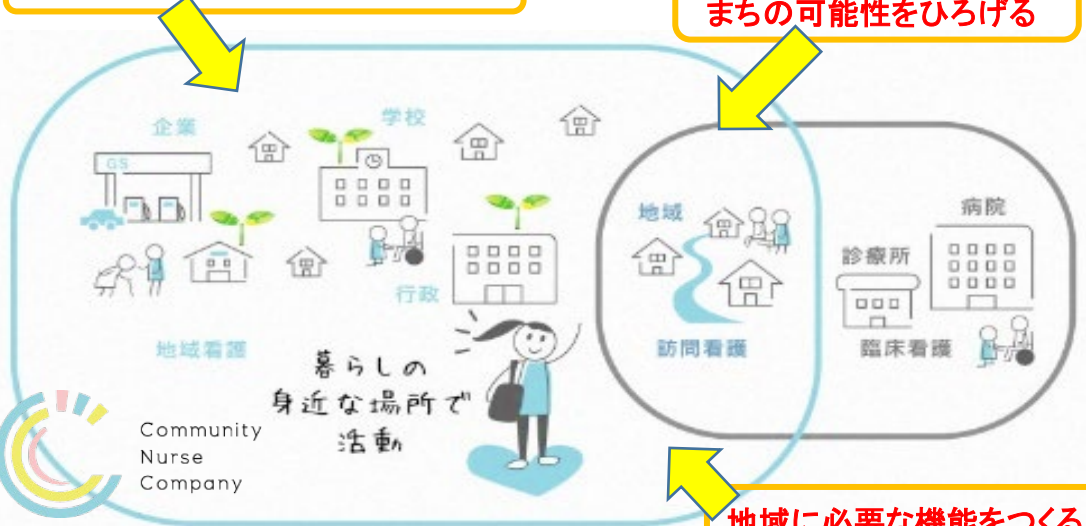 まちの可能性をひろげる
企業
学校
GS
地域
病院
診療所
行政
地域看護
訪問看護
臨床看護
暮らしの
身近な場所で
活動
Community
Nurse
Company
地域に必要な機能をつくる